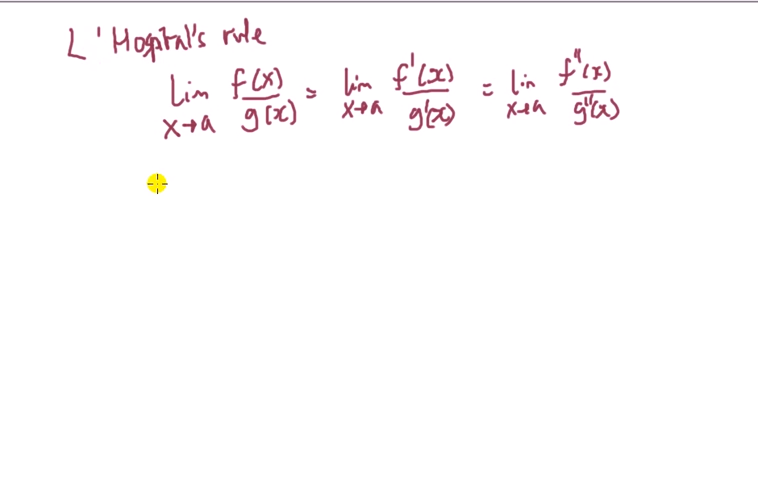 L'Hospital's rule
lim x→a f(x)/g(x) = lim x→a f'(x)/g'(x) = lim x→a f''(x)/g''(x)